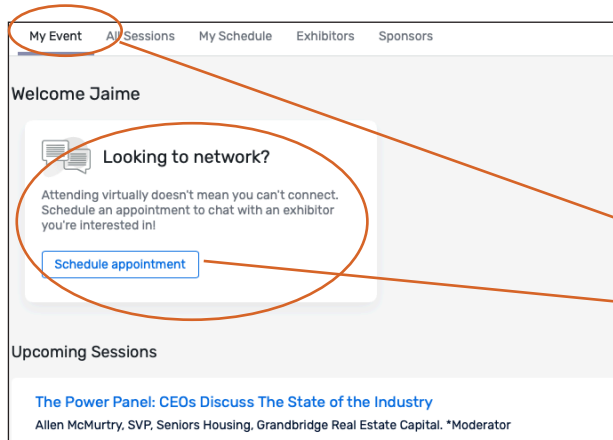 My Event All Sessions My Schedule Exhibitors Sponsors
Welcome Jaime
Looking to network?
Attending virtually doesn't mean you can't connect.
Schedule an appointment to chat with an exhibitor
you're interested in!
Schedule appointment
Upcoming Sessions
The Power Panel: CEOs Discuss The State of the Industry
Allen McMurtry, SVP, Seniors Housing, Grandbridge Real Estate Capital. *Moderator